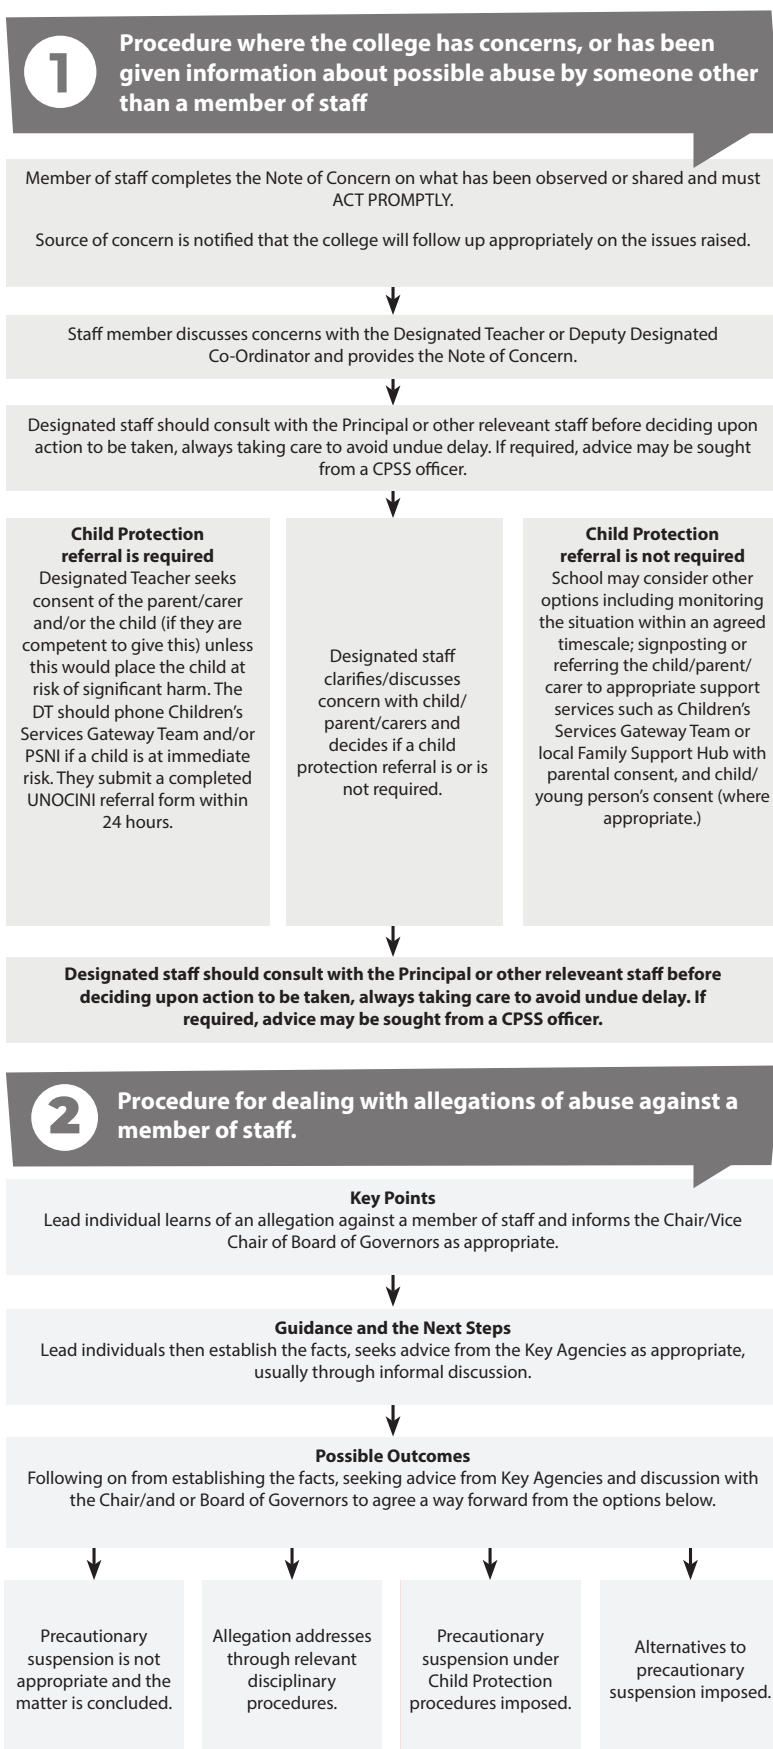 1
Procedure where the college has concerns, or has been
given information about possible abuse by someone other
than a member of staff
Member of staff completes the Note of Concern on what has been observed or shared and must
ACT PROMPTLY.
Source of concern is notified that the college will follow up appropriately on the issues raised.
Staff member discusses concerns with the Designated Teacher or Deputy Designated
Co-Ordinator and provides the Note of Concern.
Designated staff should consult with the Principal or other releveant staff before deciding upon
action to be taken, always taking care to avoid undue delay. If required, advice may be sought
from a CPSS officer.
Child Protection
referral is required
Designated Teacher seeks
consent of the parent/carer
and/or the child (if they are
competent to give this) unless
this would place the child at
risk of significant harm. The
DT should phone Children's
Services Gateway Team and/or
PSNI if a child is at immediate
risk. They submit a completed
UNOCINI referral form within
24 hours.
Designated staff
clarifies/discusses
concern with child/
parent/carers and
decides if a child
protection referral is or is
not required.
Child Protection
referral is not required
School may consider other
options including monitoring
the situation within an agreed
timescale; signposting or
referring the child/parent/
carer to appropriate support
services such as Children's
Services Gateway Team or
local Family Support Hub with
parental consent, and child/
young person's consent (where
appropriate.)
Designated staff should consult with the Principal or other releveant staff before
deciding upon action to be taken, always taking care to avoid undue delay. If
required, advice may be sought from a CPSS officer.
2
Procedure for dealing with allegations of abuse against a
member of staff.
Key Points
Lead individual learns of an allegation against a member of staff and informs the Chair/Vice
Chair of Board of Governors as appropriate.
Guidance and the Next Steps
Lead individuals then establish the facts, seeks advice from the Key Agencies as appropriate,
usually through informal discussion.
Possible Outcomes
Following on from establishing the facts, seeking advice from Key Agencies and discussion with
the Chair/and or Board of Governors to agree a way forward from the options below.
Precautionary
suspension is not
appropriate and the
matter is concluded.
Allegation addresses
through relevant
disciplinary
procedures.
Precautionary
suspension under
Child Protection
procedures imposed.
Alternatives to
precautionary
suspension imposed.